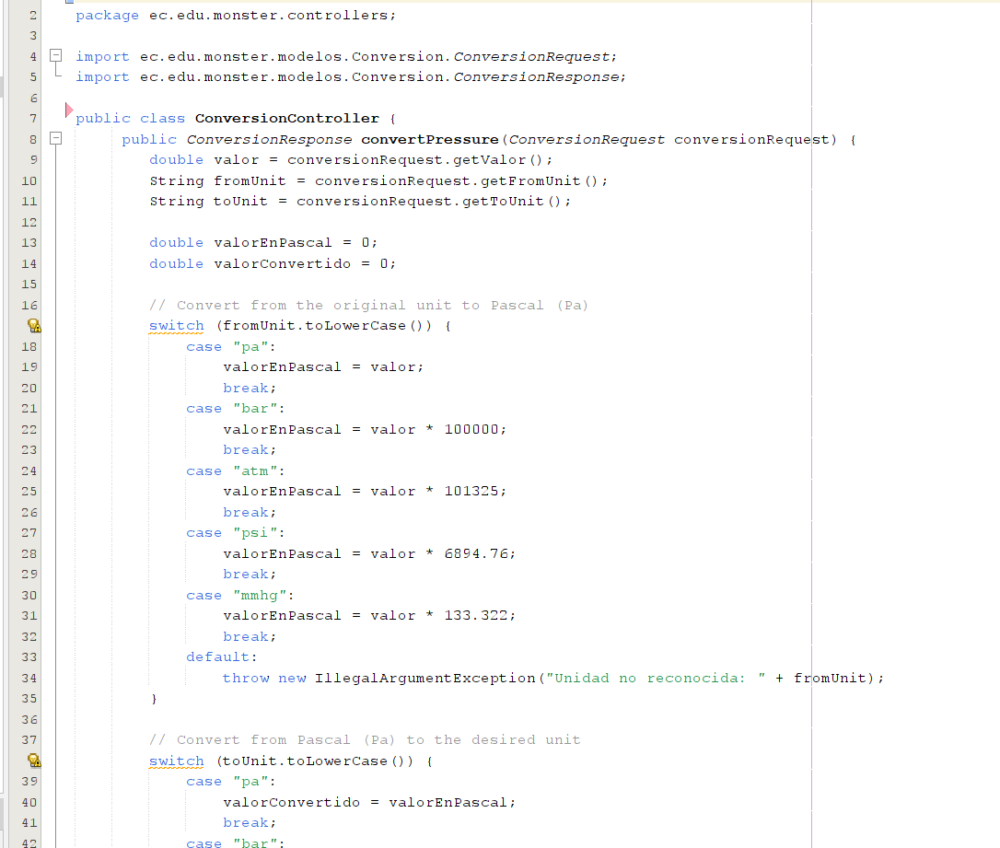 2 package ec.edu.monster.controllers;
3
4 import ec.edu.monster.modelos.Conversion.ConversionRequest;
5 import ec.edu.monster.modelos.Conversion.ConversionResponse;
6
7 public class ConversionController {
8     public ConversionResponse convertPressure(ConversionRequest conversionRequest) {
9        double valor = conversionRequest.getValor();
10        String fromUnit = conversionRequest.getFromUnit();
11        String toUnit = conversionRequest.getToUnit();
12
13        double valorEnPascal = 0;
14        double valorConvertido = 0;
15
16        // Convert from the original unit to Pascal (Pa)
        switch (fromUnit.toLowerCase()) {
18            case "pa":
19                valorEnPascal = valor;
20                break;
21            case "bar":
22                valorEnPascal = valor * 100000;
23                break;
24            case "atm":
25                valorEnPascal = valor * 101325;
26                break;
27            case "psi":
28                valorEnPascal = valor * 6894.76;
29                break;
30            case "mmhg":
31                valorEnPascal = valor * 133.322;
32                break;
33            default:
34                throw new IllegalArgumentException("Unidad no reconocida: " + fromUnit);
35        }
36
37        // Convert from Pascal (Pa) to the desired unit
        switch (toUnit.toLowerCase()) {
39            case "pa":
40                valorConvertido = valorEnPascal;
41                break;
42            case "bar":